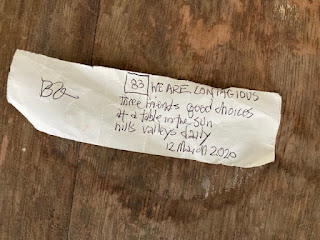 83 WE ARE CONTAGIOUS
Three friends good choices
at a table in the sun
hills valleys daily
12 March 2020